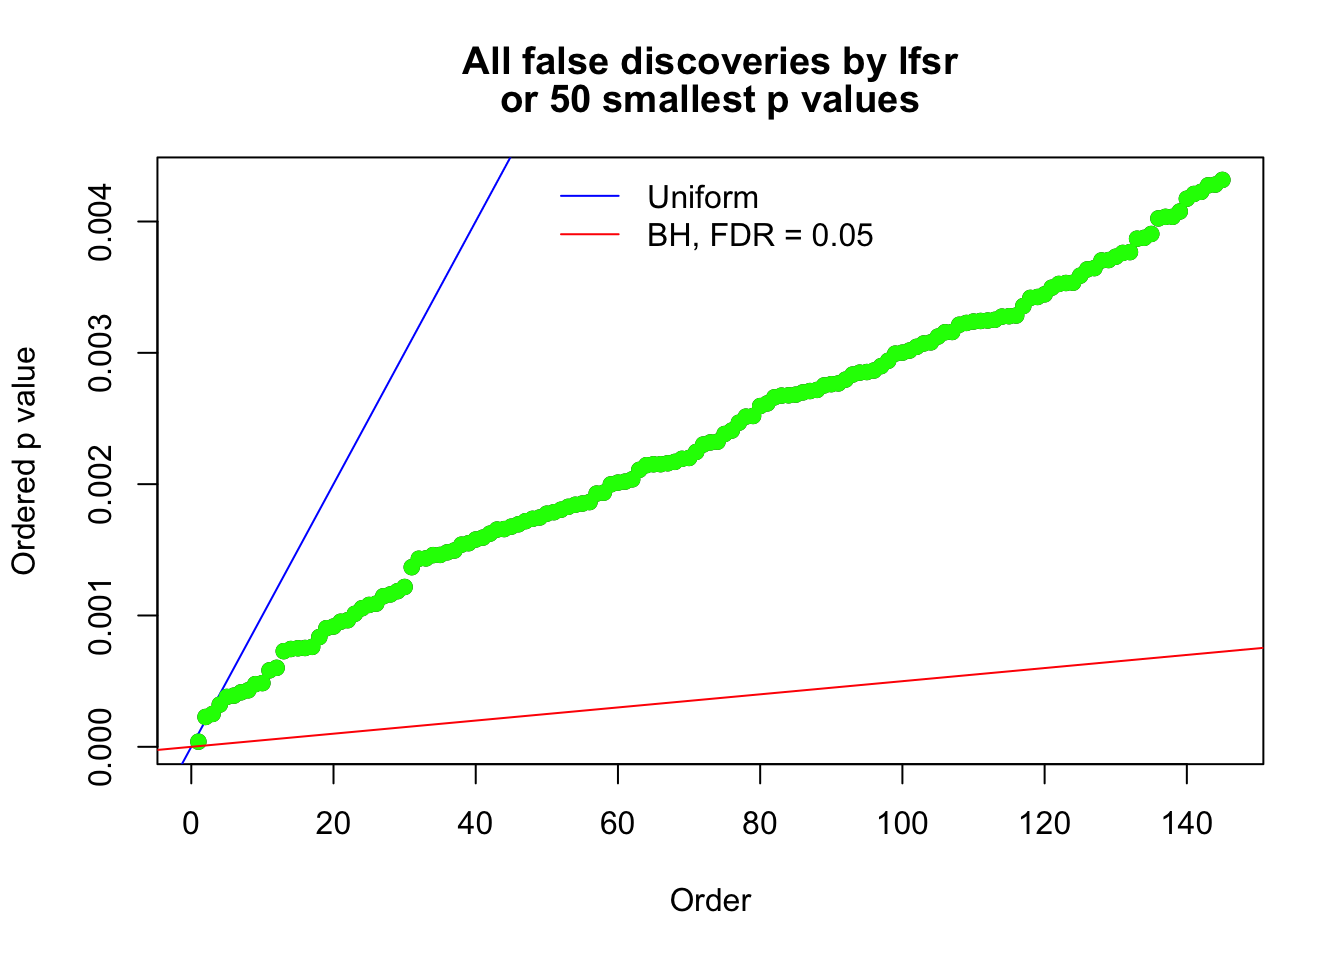 All false discoveries by lfsr
or 50 smallest p values
Uniform
BH, FDR = 0.05
Ordered p value
0.004
0.003
0.002
0.001
0.000
0 20 40 60 80 100 120 140
Order